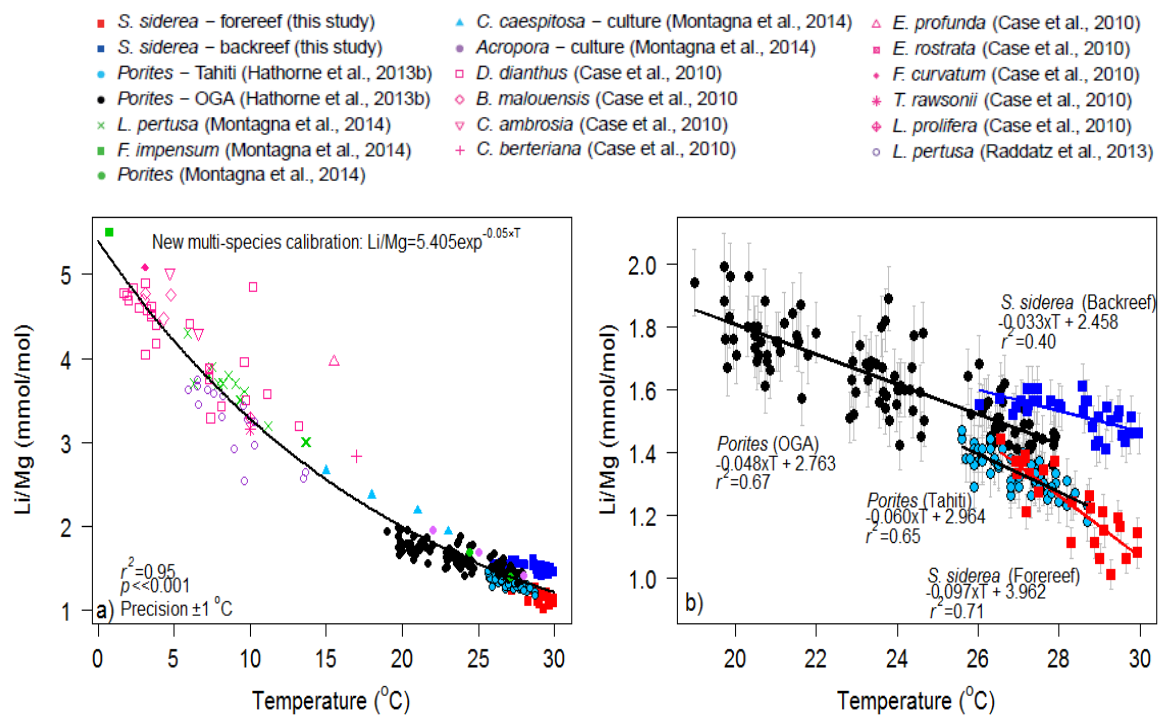 S. siderea – forereef (this study)
S. siderea – backreef (this study)
Porites – Tahiti (Hathorne et al., 2013b)
Porites – OGA (Hathorne et al., 2013b)
L. pertusa (Montagna et al., 2014)
F. impensum (Montagna et al., 2014)
Porites (Montagna et al., 2014)
C. caespitosa – culture (Montagna et al., 2014)
Acropora – culture (Montagna et al., 2014)
D. dianthus (Case et al., 2010)
B. malouensis (Case et al., 2010
C. ambrosia (Case et al., 2010)
C. berteriana (Case et al., 2010)
E. profunda (Case et al., 2010)
E. rostrata (Case et al., 2010)
F. curvatum (Case et al., 2010)
T. rawsonii (Case et al., 2010)
L. prolifera (Case et al., 2010)
L. pertusa (Raddatz et al., 2013)
New multi-species calibration: Li/Mg=5.405exp-0.05×T
Li/Mg (mmol/mol)
5
4
3
2
1
r2=0.95
p<<0.001
a) Precision ±1 oC
0 5 10 15 20 25 30
Temperature (oC)
Li/Mg (mmol/mol)
2.0
1.8
1.6
1.4
1.2
1.0
S. siderea (Backreef)
-0.033xT + 2.458
r2=0.40
Porites (OGA)
-0.048xT + 2.763
r2=0.67
Porites (Tahiti)
-0.060xT + 2.964
r2=0.65
S. siderea (Forereef)
-0.097xT + 3.962
r2=0.71
b)
20 22 24 26 28 30
Temperature (oC)